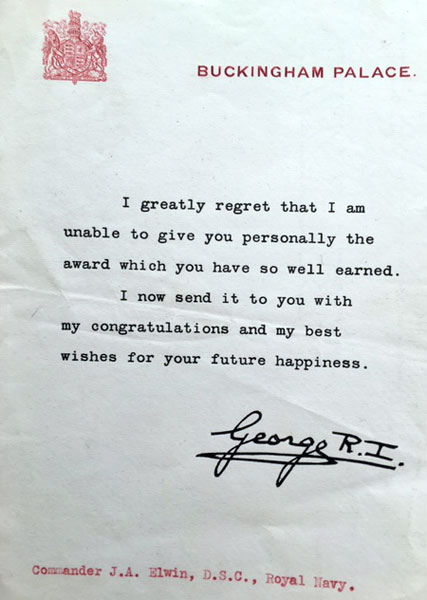 BUCKINGHAM PALACE.
I greatly regret that I am
unable to give you personally the
award which you have so well earned.
I now send it to you with
my congratulations and my best
wishes for your future happiness.
George R.I.
Commander J.A. Elwin, D.S.C., Royal Navy.